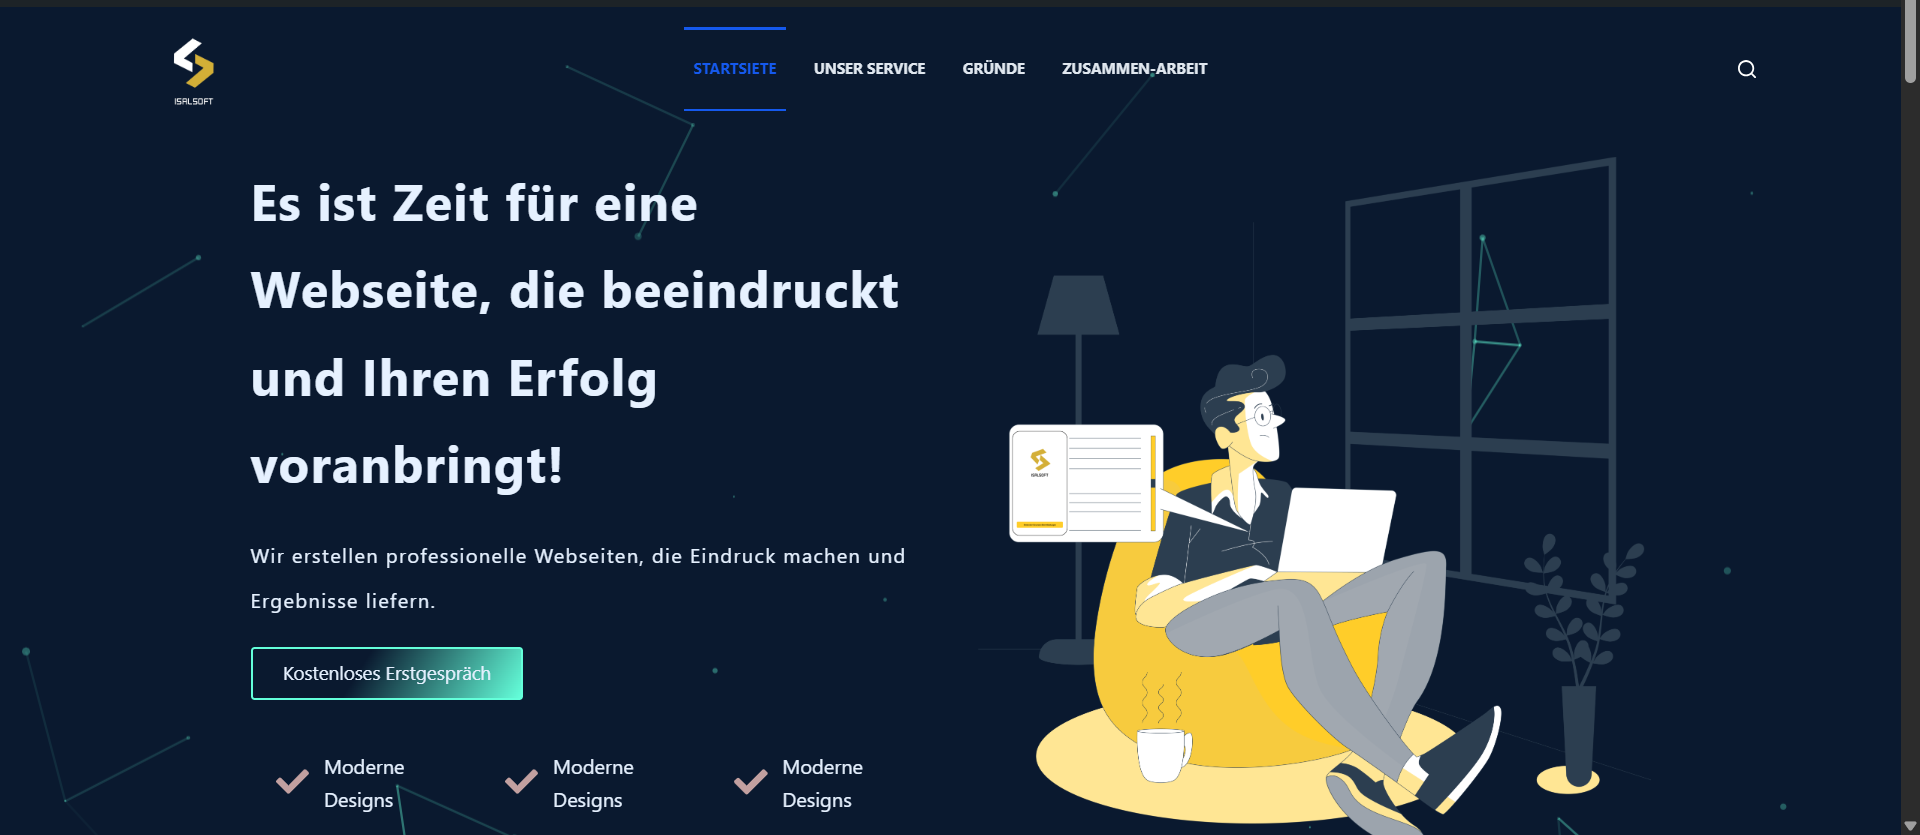 ISALSOFT
STARTSIETE
UNSER SERVICE
GRÜNDE
ZUSAMMEN-ARBEIT
Es ist Zeit für eine
Webseite, die beeindruckt
und Ihren Erfolg
voranbringt!
Wir erstellen professionelle Webseiten, die Eindruck machen und
Ergebnisse liefern.
Kostenloses Erstgespräch
Moderne
Designs
Moderne
Designs
Moderne
Designs
ISALSOFT